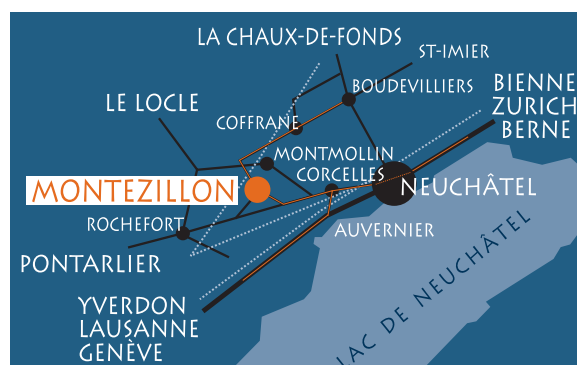 LA CHAUX-DE-FONDS
ST-IMIER
BOUDEVILLIERS
BIENNE
ZURICH
BERNE
LE LOCLE
COFFRANE
MONTMOLLIN
CORCELLES
MONTEZILLON
NEUCHÂTEL
ROCHEFORT
AUVERNIER
PONTARLIER
YVERDON
LAUSANNE
GENÈVE
LAC DE NEUCHÂTEL